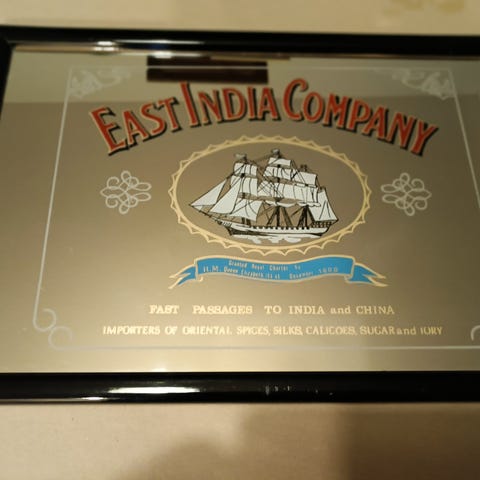 EAST INDIA COMPANY
Granted Royal Charter by
H.M. Queen Elizabeth December 1600
FAST PASSAGES TO INDIA and CHINA
IMPORTERS OF ORIENTAL SPICES, SILKS, CALICOES, SUGAR and IORY